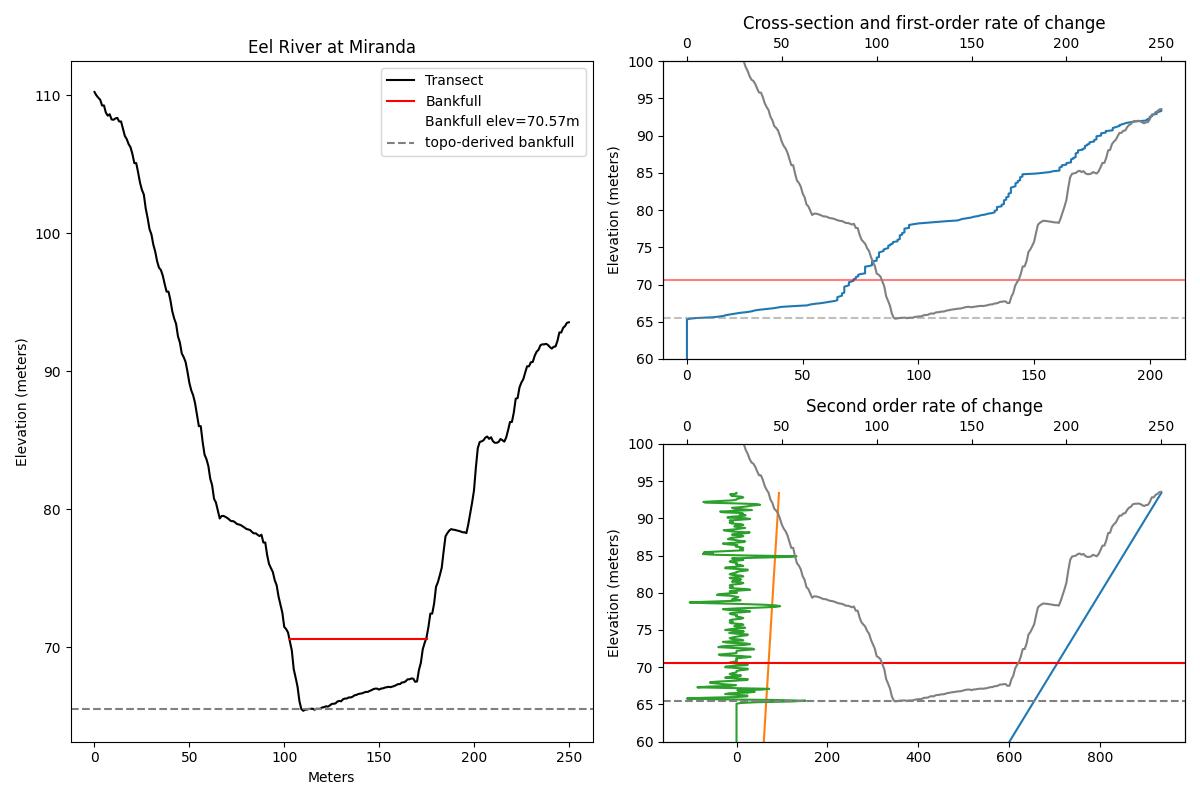 Eel River at Miranda
Transect
Bankfull
Bankfull elev=70.57m
topo-derived bankfull
110
100
90
80
70
Elevation (meters)
0 50 100 150 200 250
Meters
Cross-section and first-order rate of change
0 50 100 150 200 250
100
95
90
85
80
75
70
65
60
Elevation (meters)
0 50 100 150 200
Second order rate of change
0 50 100 150 200 250
100
95
90
85
80
75
70
65
60
Elevation (meters)
0 200 400 600 800